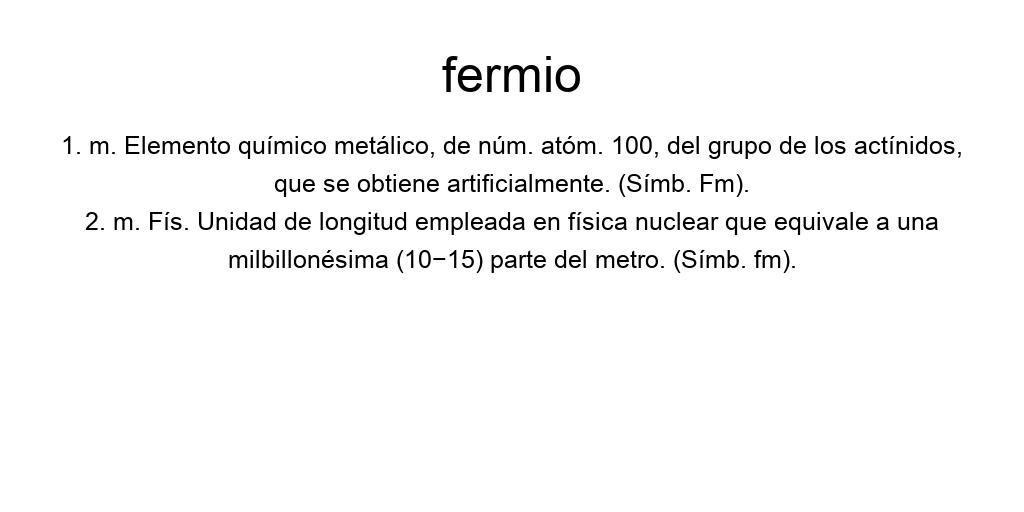 fermio
1. m. Elemento químico metálico, de núm. atóm. 100, del grupo de los actínidos,
que se obtiene artificialmente. (Símb. Fm).
2. m. Fís. Unidad de longitud empleada en física nuclear que equivale a una
milbillonésima (10−15) parte del metro. (Símb. fm).